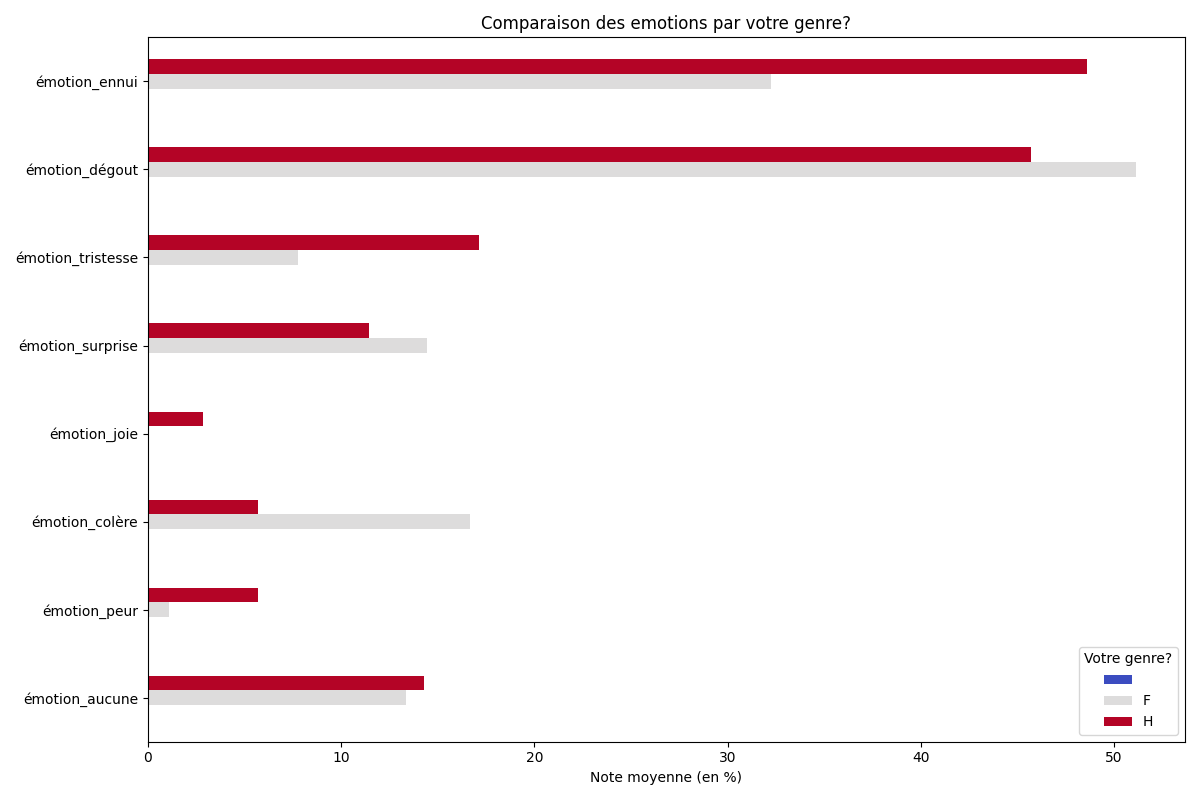 Comparaison des emotions par votre genre?
émotion_ennui
émotion_dégout
émotion_tristesse
émotion_surprise
émotion_joie
émotion_colère
émotion_peur
émotion_aucune
Votre genre?
F
H
0 10 20 30 40 50
Note moyenne (en %)